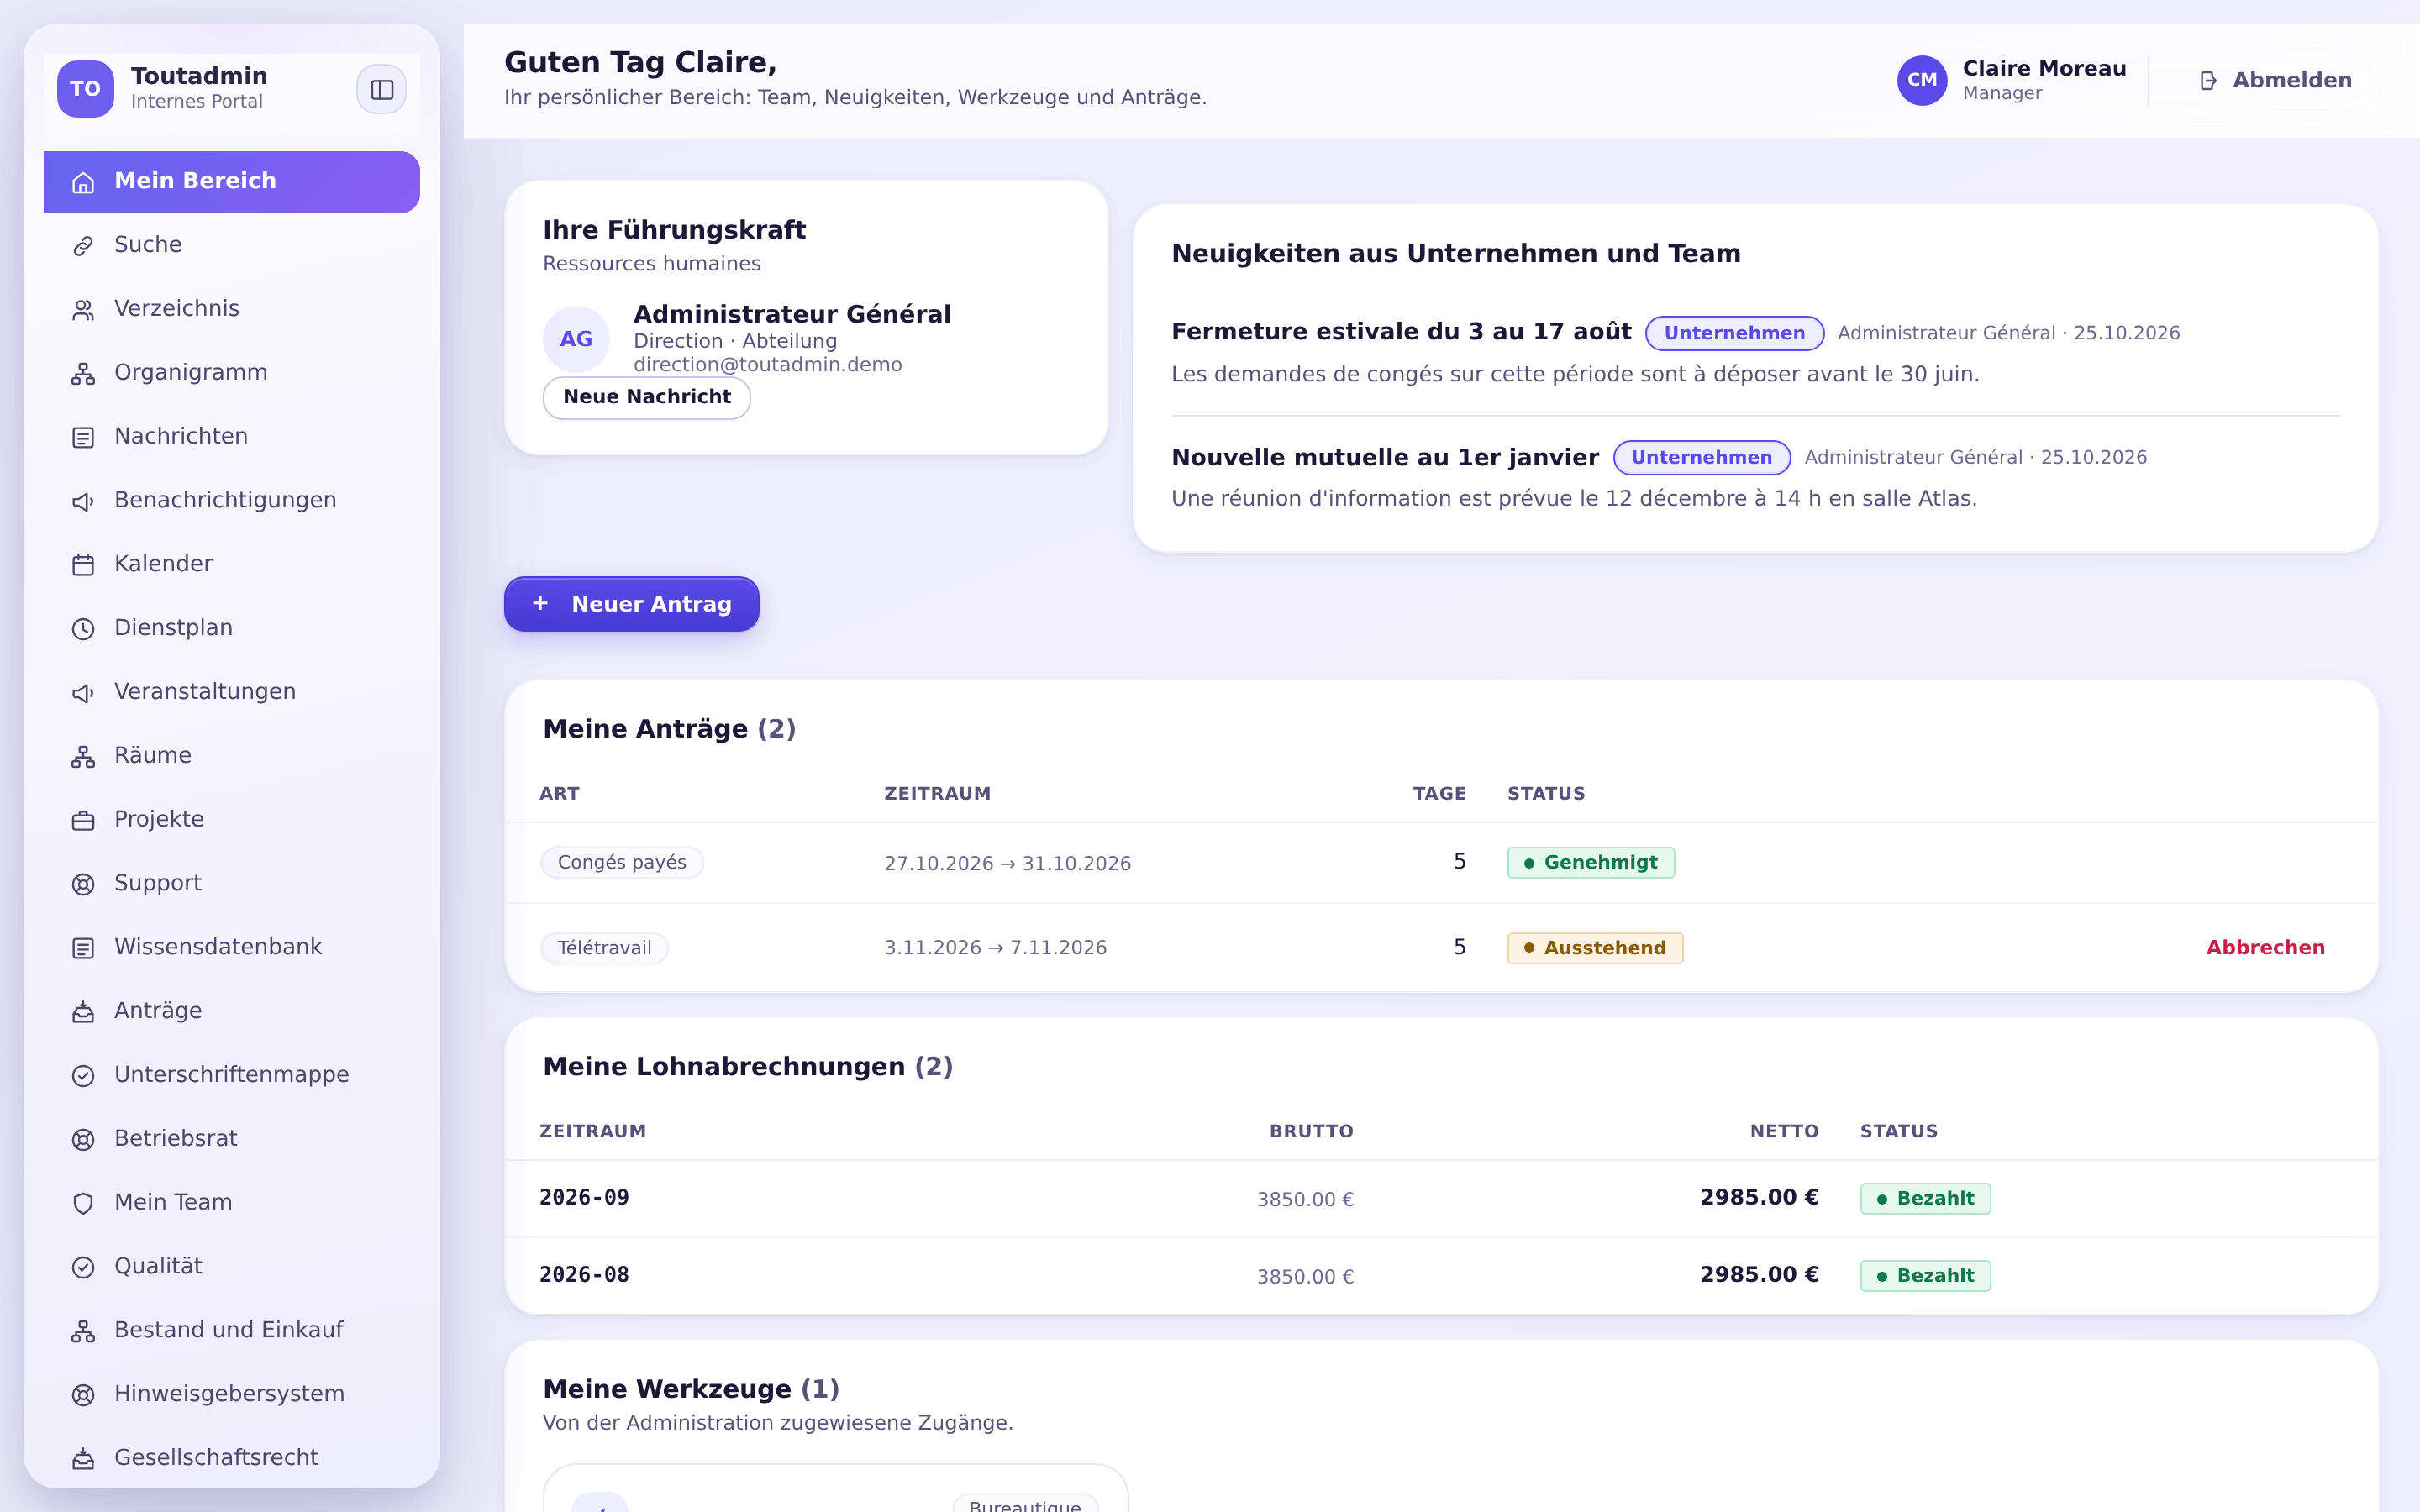 TO
Toutadmin
Internes Portal
Mein Bereich
Suche
Verzeichnis
Organigramm
Nachrichten
Benachrichtigungen
Kalender
Dienstplan
Veranstaltungen
Räume
Projekte
Support
Wissensdatenbank
Anträge
Unterschriftenmappe
Betriebsrat
Mein Team
Qualität
Bestand und Einkauf
Hinweisgebersystem
Gesellschaftsrecht
Guten Tag Claire,
Ihr persönlicher Bereich: Team, Neuigkeiten, Werkzeuge und Anträge.
CM
Claire Moreau
Manager
Abmelden
Ihre Führungskraft
Ressources humaines
AG
Administrateur Général
Direction · Abteilung
direction@toutadmin.demo
Neue Nachricht
Neuigkeiten aus Unternehmen und Team
Fermeture estivale du 3 au 17 août Unternehmen Administrateur Général · 25.10.2026
Les demandes de congés sur cette période sont à déposer avant le 30 juin.
Nouvelle mutuelle au 1er janvier Unternehmen Administrateur Général · 25.10.2026
Une réunion d'information est prévue le 12 décembre à 14 h en salle Atlas.
+ Neuer Antrag
Meine Anträge (2)
ART ZEITRAUM TAGE STATUS
Congés payés 27.10.2026 → 31.10.2026 5 Genehmigt
Télétravail 3.11.2026 → 7.11.2026 5 Ausstehend Abbrechen
Meine Lohnabrechnungen (2)
ZEITRAUM BRUTTO NETTO STATUS
2026-09 3850.00 € 2985.00 € Bezahlt
2026-08 3850.00 € 2985.00 € Bezahlt
Meine Werkzeuge (1)
Von der Administration zugewiesene Zugänge.
Bureautique